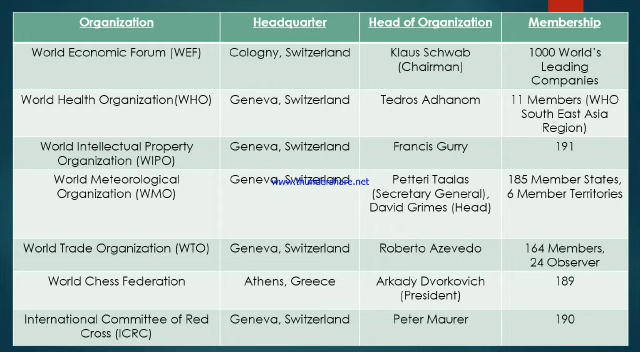 Organization Headquarter Head of Organization Membership
World Economic Forum (WEF) Cologny, Switzerland Klaus Schwab 1000 World's
(Chairman) Leading
Companies
World Health Organization(WHO) Geneva, Switzerland Tedros Adhanom 11 Members (WHO
South East Asia
Region)
World Intellectual Property Geneva, Switzerland Francis Gurry 191
Organization (WIPO)
World Meteorological Geneva, Switzerland Petteri Taalas 185 Member States,
Organization (WMO) (Secretary General), 6 Member Territories
David Grimes (Head)
World Trade Organization (WTO) Geneva, Switzerland Roberto Azevedo 164 Members,
24 Observer
World Chess Federation Athens, Greece Arkady Dvorkovich 189
(President)
International Committee of Red Geneva, Switzerland Peter Maurer 190
Cross (ICRC)